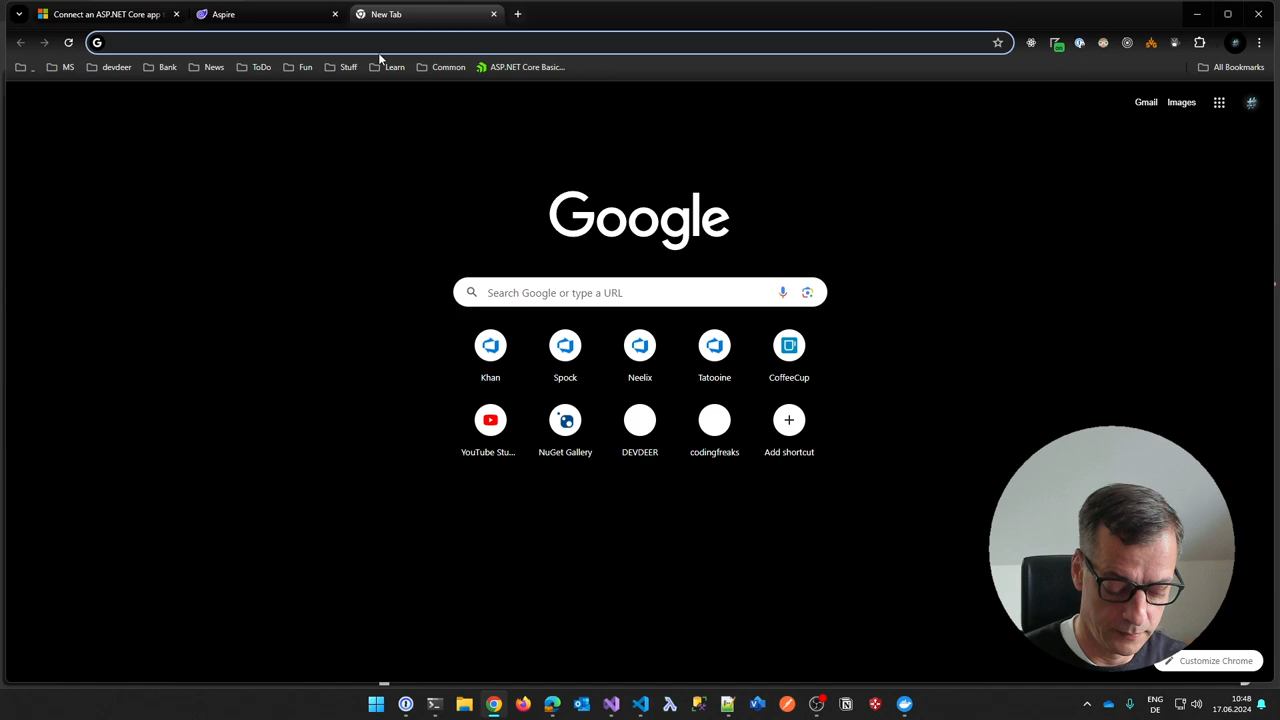 Connect an ASP.NET Core app
Aspire
New Tab
_
MS
devdeer
Bank
News
ToDo
Fun
Stuff
Learn
Common
ASP.NET Core Basic...
All Bookmarks
Gmail
Images
Google
Search Google or type a URL
Khan
Spock
Neelix
Tatooine
CoffeeCup
YouTube Stu...
NuGet Gallery
DEVDEER
codingfreaks
Add shortcut
Customize Chrome
ENG
DE
10:48
17.06.2024